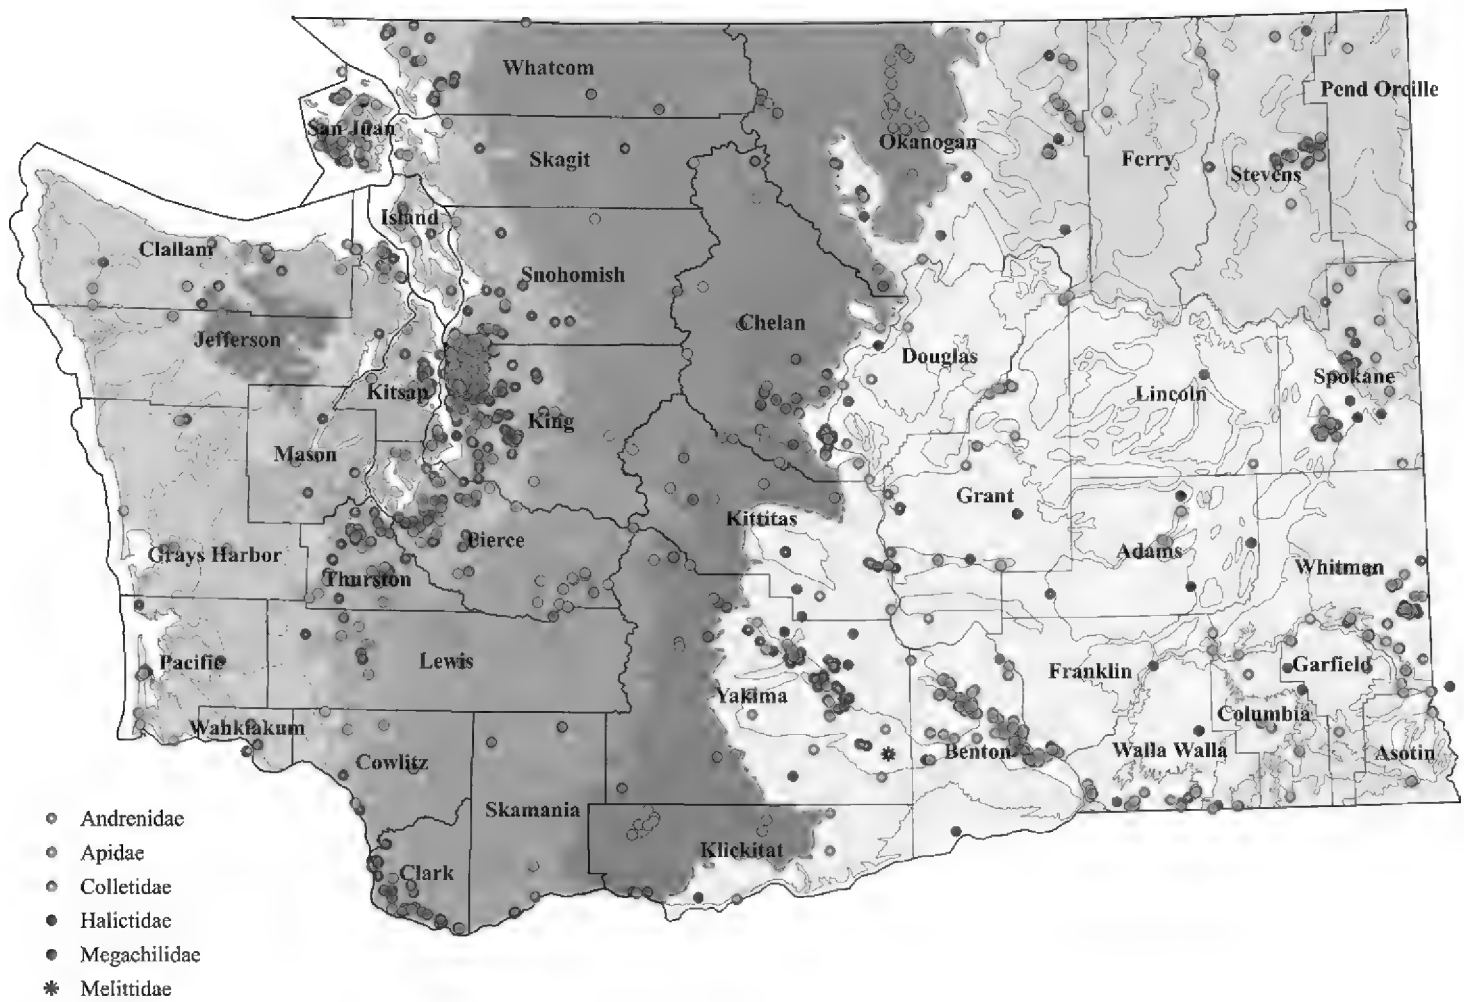 Whatcom
Pend Oreille
San Juan
Okanogan
Skagit
Ferry
Stevens
Island
Clallam
Snohomish
Chelan
Jefferson
Douglas
Kitsap
Lincoln
Spokane
King
Mason
Grant
Kittitas
Pierce
Grays Harbor
Adams
Thurston
Whitman
Pacific
Lewis
Franklin
Garfield
Yakima
Columbia
Wahkiakum
Benton
Walla Walla
Asotin
Cowlitz
Skamania
Klickitat
Clark
Andrenidae
Apidae
Colletidae
Halictidae
Megachilidae
Melittidae